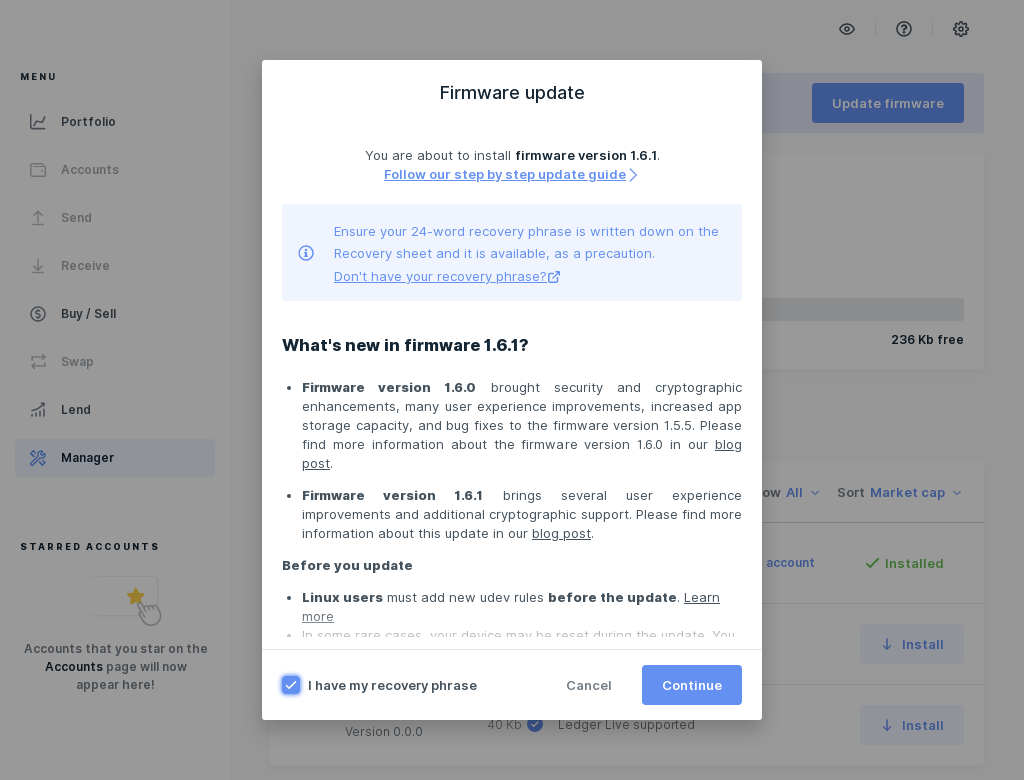 MENU
Portfolio
Accounts
Send
Receive
Buy / Sell
Swap
Lend
Manager
STARRED ACCOUNTS
Accounts that you star on the
Accounts page will now
appear here!
Update firmware
236 Kb free
All
Sort Market cap
account
Installed
Install
Install
Version 0.0.0
40 Kb
Ledger Live supported
Firmware update
You are about to install firmware version 1.6.1.
Follow our step by step update guide
Ensure your 24-word recovery phrase is written down on the
Recovery sheet and it is available, as a precaution.
Don't have your recovery phrase?
What's new in firmware 1.6.1?
• Firmware version 1.6.0 brought security and cryptographic
enhancements, many user experience improvements, increased app
storage capacity, and bug fixes to the firmware version 1.5.5. Please
find more information about the firmware version 1.6.0 in our blog
post.
• Firmware version 1.6.1 brings several user experience
improvements and additional cryptographic support. Please find more
information about this update in our blog post.
Before you update
• Linux users must add new udev rules before the update. Learn
more
• In some rare cases, your device may be reset during the update. You
I have my recovery phrase
Cancel
Continue